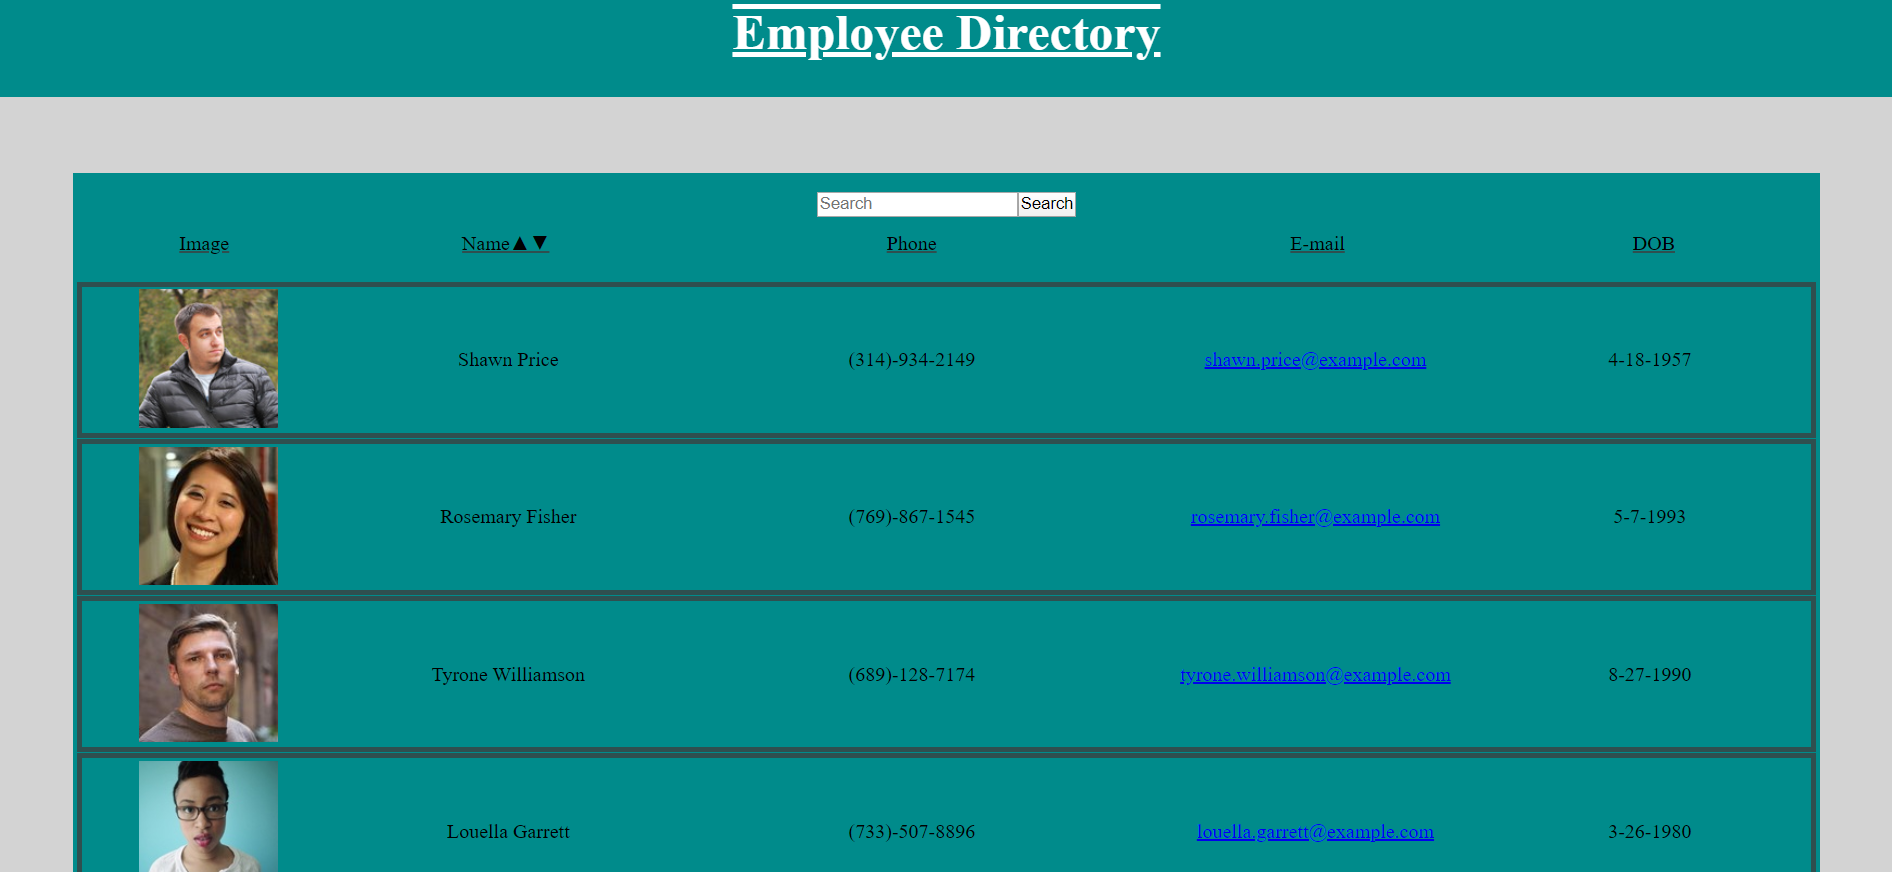 Employee Directory
Search Search
Image Name▲▼ Phone E-mail DOB
Shawn Price (314)-934-2149 shawn.price@example.com 4-18-1957
Rosemary Fisher (769)-867-1545 rosemary.fisher@example.com 5-7-1993
Tyrone Williamson (689)-128-7174 tyrone.williamson@example.com 8-27-1990
Louella Garrett (733)-507-8896 louella.garrett@example.com 3-26-1980